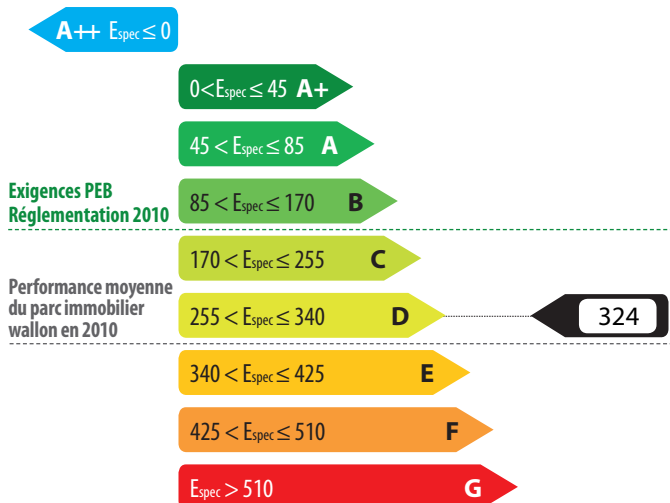 A++ Espec ≤ 0
0 < Espec ≤ 45 A+
45 < Espec ≤ 85 A
Exigences PEB
Réglementation 2010
85 < Espec ≤ 170 B
170 < Espec ≤ 255 C
Performance moyenne
du parc immobilier
wallon en 2010
255 < Espec ≤ 340 D
324
340 < Espec ≤ 425 E
425 < Espec ≤ 510 F
Espec > 510 G